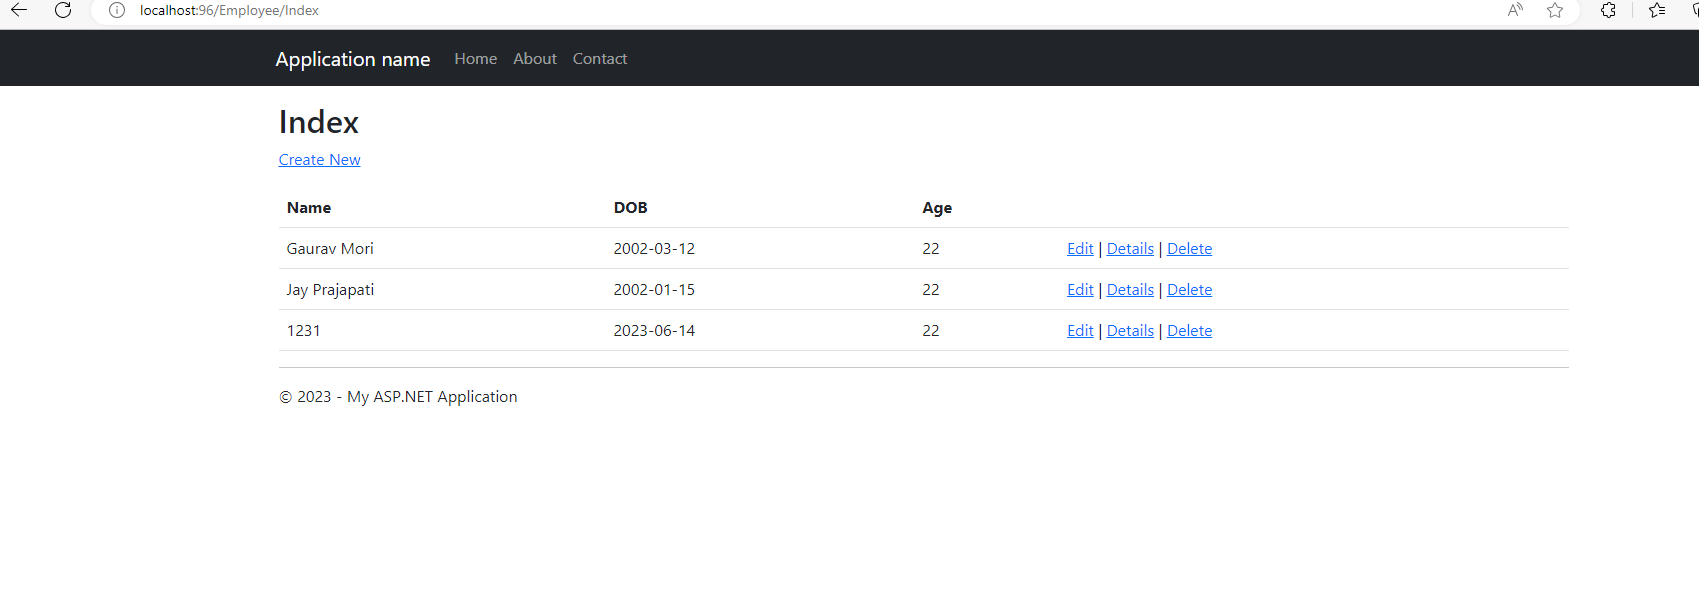 localhost:96/Employee/Index
Application name Home About Contact
Index
Create New
Name DOB Age
Gaurav Mori 2002-03-12 22 Edit | Details | Delete
Jay Prajapati 2002-01-15 22 Edit | Details | Delete
1231 2023-06-14 22 Edit | Details | Delete
© 2023 - My ASP.NET Application